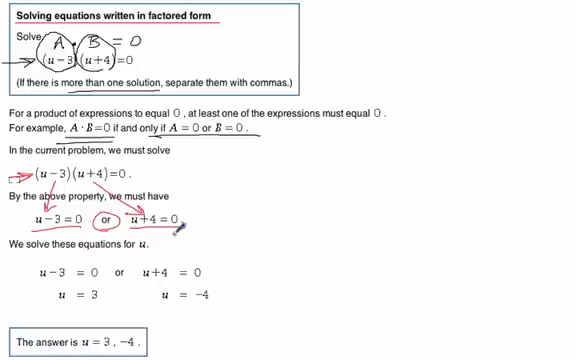 Solving equations written in factored form
Solve
A · B = 0
(u − 3)(u + 4) = 0
(If there is more than one solution, separate them with commas.)
For a product of expressions to equal 0 , at least one of the expressions must equal 0 .
For example, A · B = 0 if and only if A = 0 or B = 0 .
In the current problem, we must solve
(u − 3)(u + 4) = 0 .
By the above property, we must have
u − 3 = 0 or u + 4 = 0
We solve these equations for u.
u − 3 = 0 or u + 4 = 0
u = 3 u = −4
The answer is u = 3 , −4 .